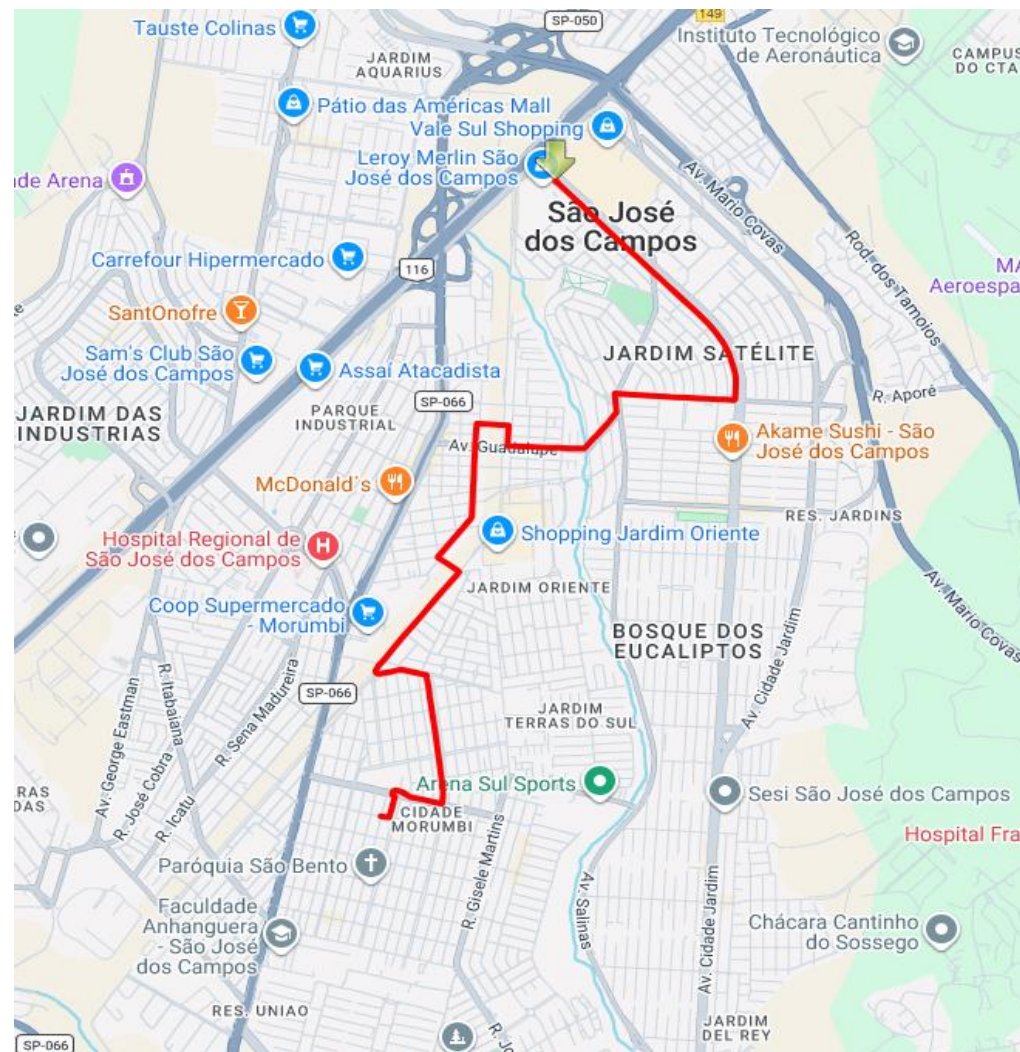 SP-050
149
Tauste Colinas
Instituto Tecnológico
de Aeronáutica
CAMPUS
DO CTA
JARDIM
AQUARIUS
Pátio das Américas Mall
Vale Sul Shopping
Leroy Merlin São
José dos Campos
Av. Mario Covas
de Arena
São José
dos Campos
Rod. dos Tamoios
Carrefour Hipermercado
116
MA
Aeroespa
SantOnofre
Sam's Club São
José dos Campos
Assaí Atacadista
JARDIM SATÉLITE
SP-066
R. Aporé
JARDIM DAS
INDUSTRIAS
PARQUE
INDUSTRIAL
Av. Guadalupe
Akame Sushi - São
José dos Campos
McDonald's
RES. JARDINS
Hospital Regional de
São José dos Campos
Shopping Jardim Oriente
JARDIM ORIENTE
Av. Mario Covas
Coop Supermercado
- Morumbi
BOSQUE DOS
EUCALIPTOS
Av. Cidade Jardim
R. Itabaiana
R. Sena Madureira
SP-066
JARDIM
TERRAS DO SUL
Av. George Eastman
R. José Cobra
R. Icatu
Arena Sul Sports
Sesi São José dos Campos
RAS
DAS
CIDADE
MORUMBI
Hospital Fra
R. Gisele Martins
Paróquia São Bento
Av. Salinas
Av. Cidade Jardim
Faculdade
Anhanguera
- São José
dos Campos
Chácara Cantinho
do Sossego
RES. UNIAO
JARDIM
DEL REY
SP-066
R. Jo